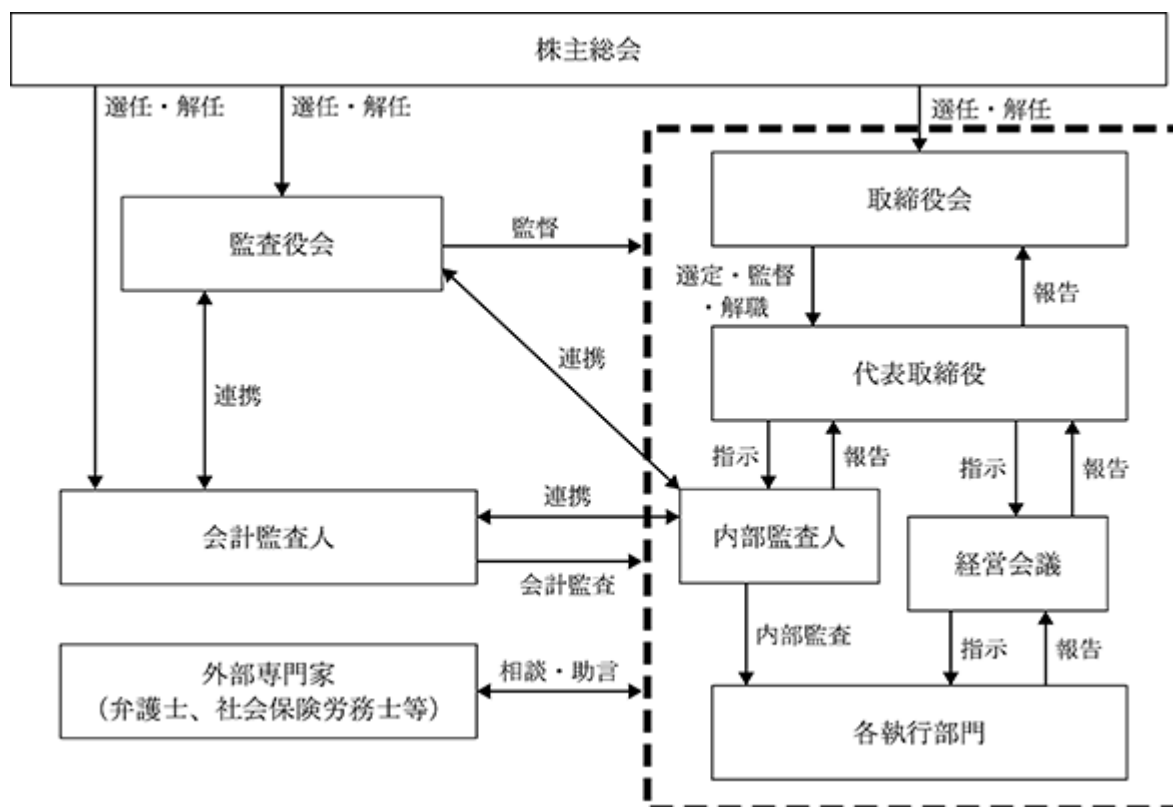 株主総会
選任・解任
選任・解任
選任・解任
取締役会
監査役会
監督
選定・監督
・解職
報告
代表取締役
連携
連携
指示
報告
指示
報告
連携
会計監査人
内部監査人
経営会議
会計監査
内部監査
指示
報告
外部専門家
（弁護士、社会保険労務士等）
相談・助言
各執行部門